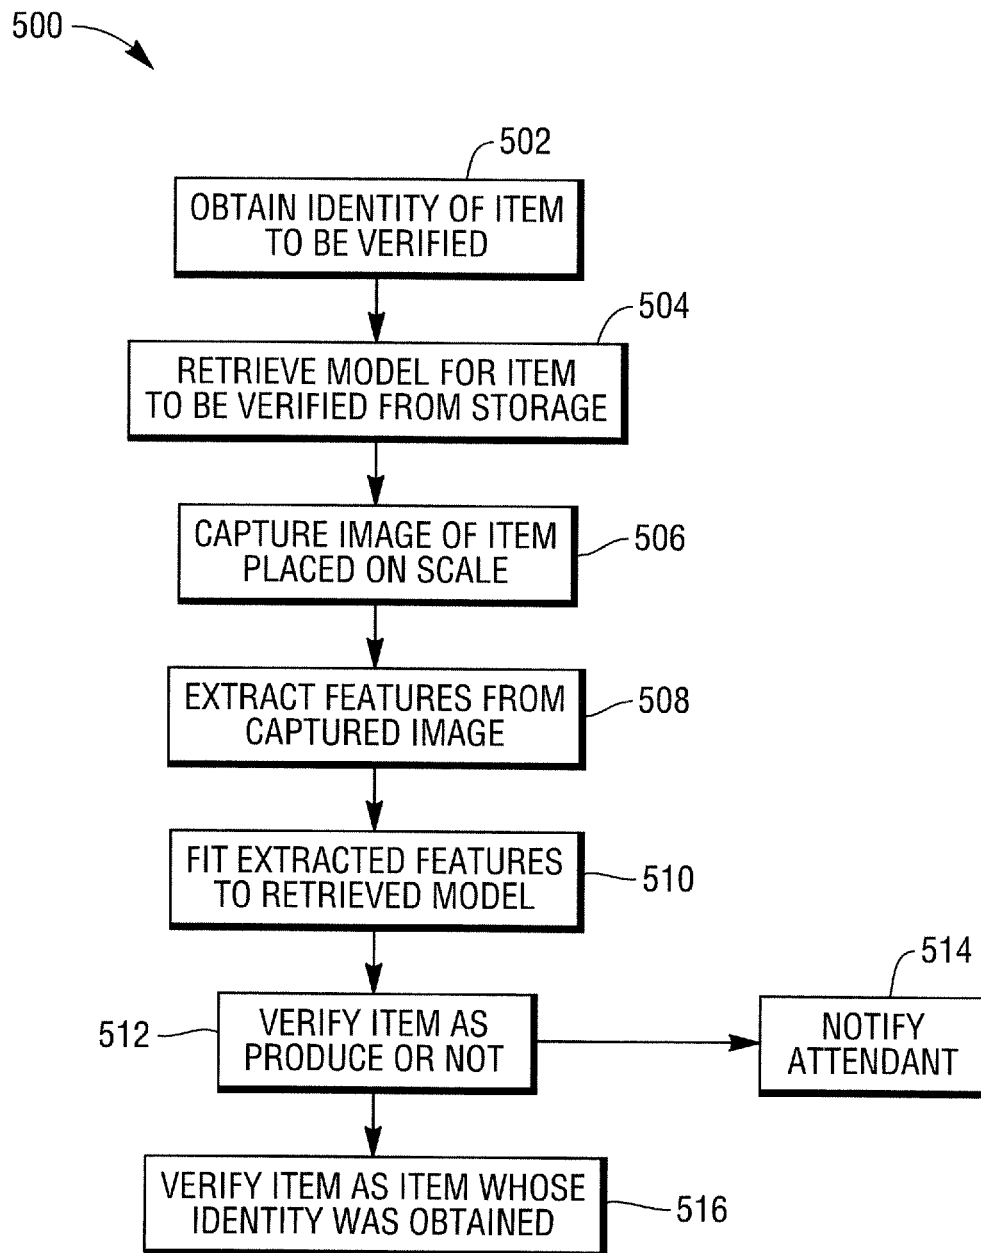 500
502
OBTAIN IDENTITY OF ITEM
TO BE VERIFIED
504
RETRIEVE MODEL FOR ITEM
TO BE VERIFIED FROM STORAGE
CAPTURE IMAGE OF ITEM
PLACED ON SCALE
506
EXTRACT FEATURES FROM
CAPTURED IMAGE
508
FIT EXTRACTED FEATURES
TO RETRIEVED MODEL
510
512
VERIFY ITEM AS
PRODUCE OR NOT
514
NOTIFY
ATTENDANT
VERIFY ITEM AS ITEM WHOSE
IDENTITY WAS OBTAINED
516